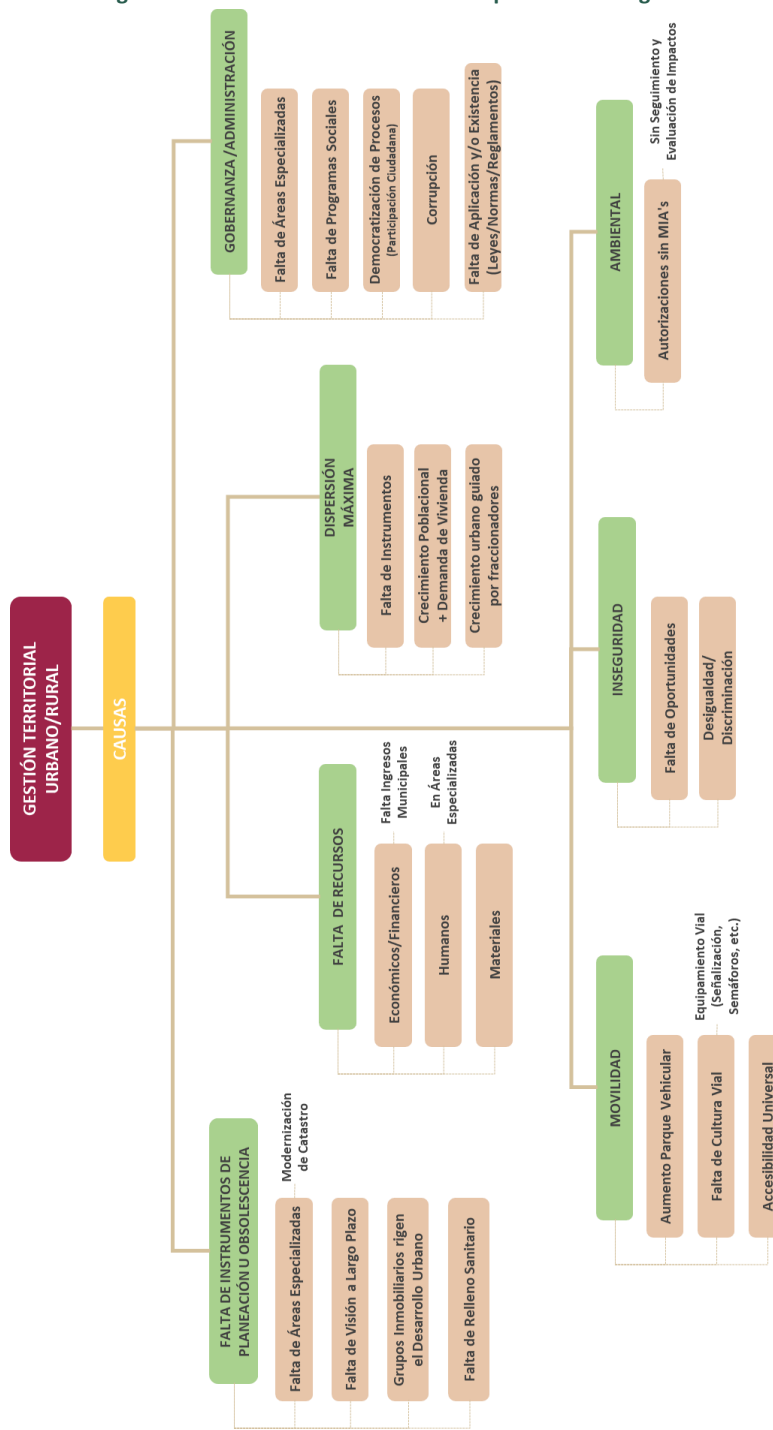 GESTIÓN TERRITORIAL
URBANO/RURAL
CAUSAS
FALTA DE INSTRUMENTOS DE
PLANEACIÓN U OBSOLESCENCIA
Falta de Áreas Especializadas
Modernización
de Catastro
Falta de Visión a Largo Plazo
Grupos Inmobiliarios rigen
el Desarrollo Urbano
Falta de Relleno Sanitario
FALTA DE RECURSOS
Económicos/Financieros
Falta Ingresos
Municipales
Humanos
En Áreas
Especializadas
Materiales
DISPERSIÓN
MÁXIMA
Falta de Instrumentos
Crecimiento Poblacional
+ Demanda de Vivienda
Crecimiento urbano guiado
por fraccionadores
GOBERNANZA /ADMINISTRACIÓN
Falta de Áreas Especializadas
Falta de Programas Sociales
Democratización de Procesos
(Participación Ciudadana)
Corrupción
Falta de Aplicación y/o Existencia
(Leyes/Normas/Reglamentos)
MOVILIDAD
Aumento Parque Vehicular
Falta de Cultura Vial
Equipamiento Vial
(Señalización,
Semáforos, etc.)
Accesibilidad Universal
INSEGURIDAD
Falta de Oportunidades
Desigualdad/
Discriminación
AMBIENTAL
Autorizaciones sin MIA's
Sin Seguimiento y
Evaluación de Impactos